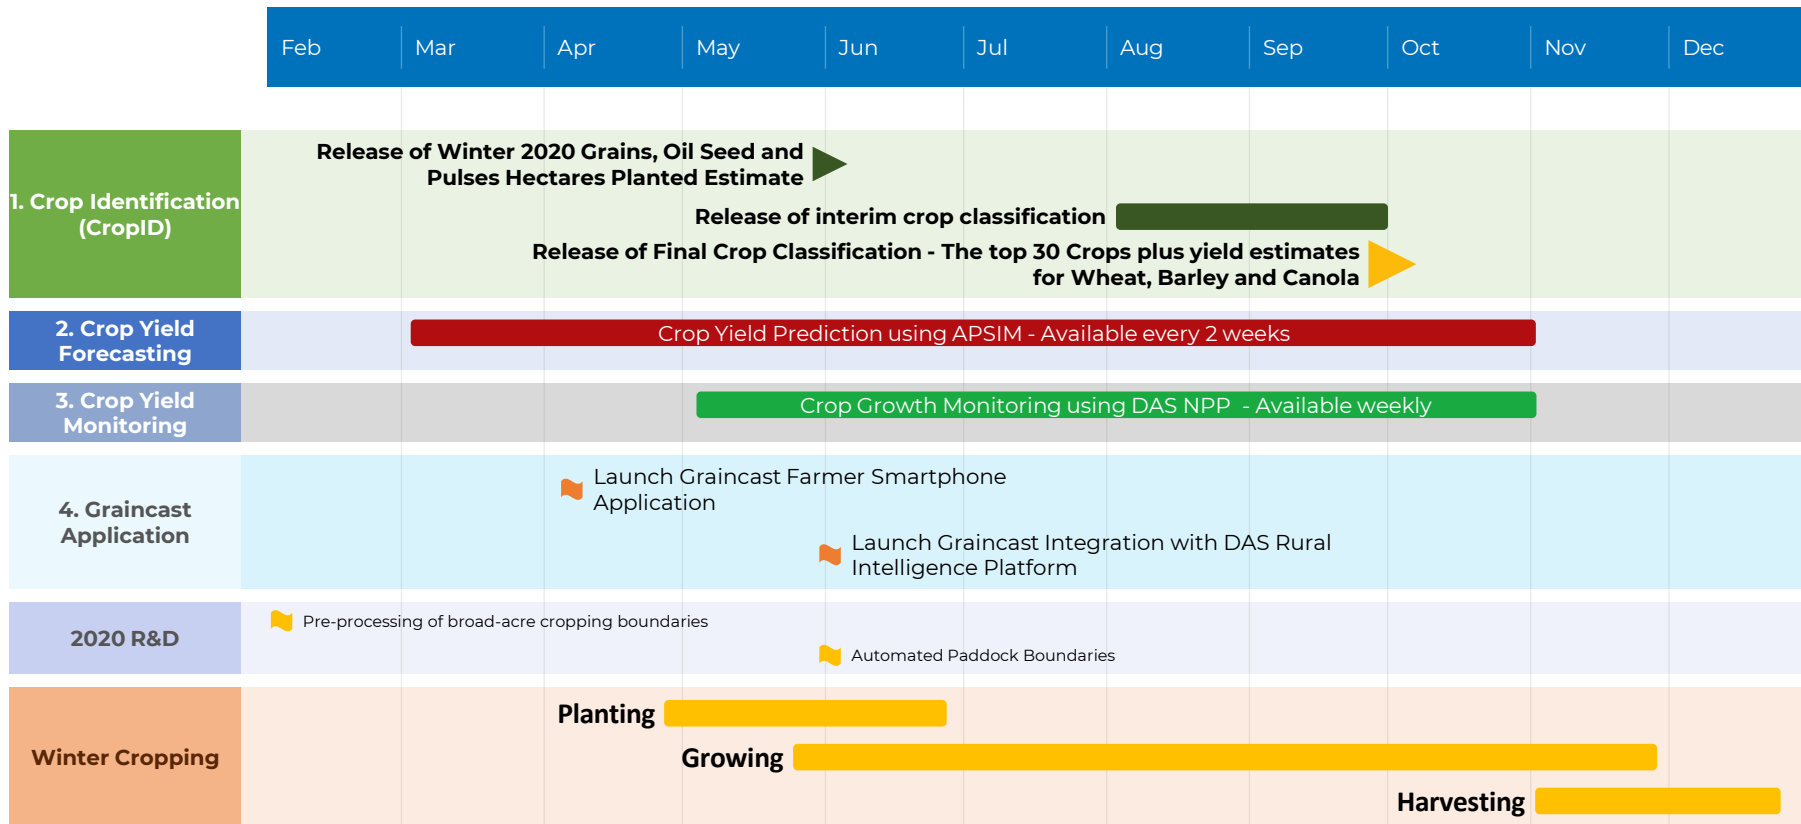 Feb
Mar
Apr
May
Jun
Jul
Aug
Sep
Oct
Nov
Dec
1. Crop Identification
(CropID)
Release of Winter 2020 Grains, Oil Seed and
Pulses Hectares Planted Estimate
Release of interim crop classification
Release of Final Crop Classification - The top 30 Crops plus yield estimates
for Wheat, Barley and Canola
2. Crop Yield
Forecasting
Crop Yield Prediction using APSIM - Available every 2 weeks
3. Crop Yield
Monitoring
Crop Growth Monitoring using DAS NPP - Available weekly
4. Graincast
Application
Launch Graincast Farmer Smartphone
Application
Launch Graincast Integration with DAS Rural
Intelligence Platform
2020 R&D
Pre-processing of broad-acre cropping boundaries
Automated Paddock Boundaries
Winter Cropping
Planting
Growing
Harvesting